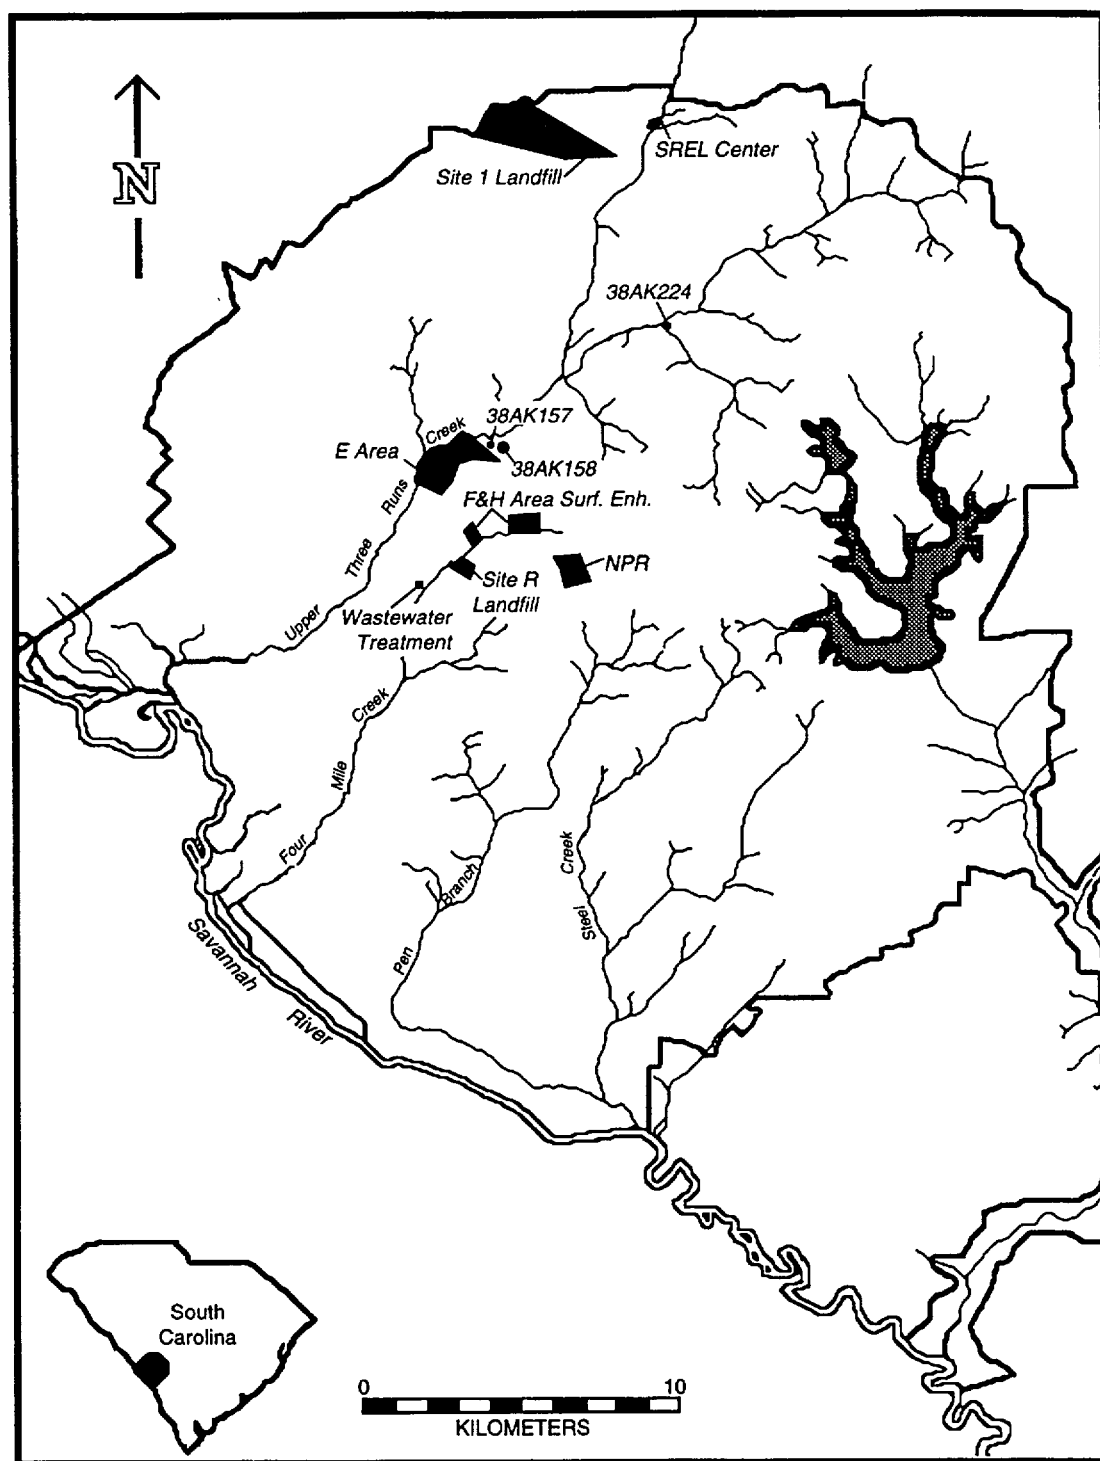 N
SREL Center
Site 1 Landfill
38AK224
38AK157
Creek
E Area
38AK158
Runs
F&H Area Surf. Enh.
Three
NPR
Site R
Landfill
Upper
Wastewater
Treatment
Creek
Mile
Four
Creek
Branch
Steel
Pen
Savannah
River
South
Carolina
0 10
KILOMETERS